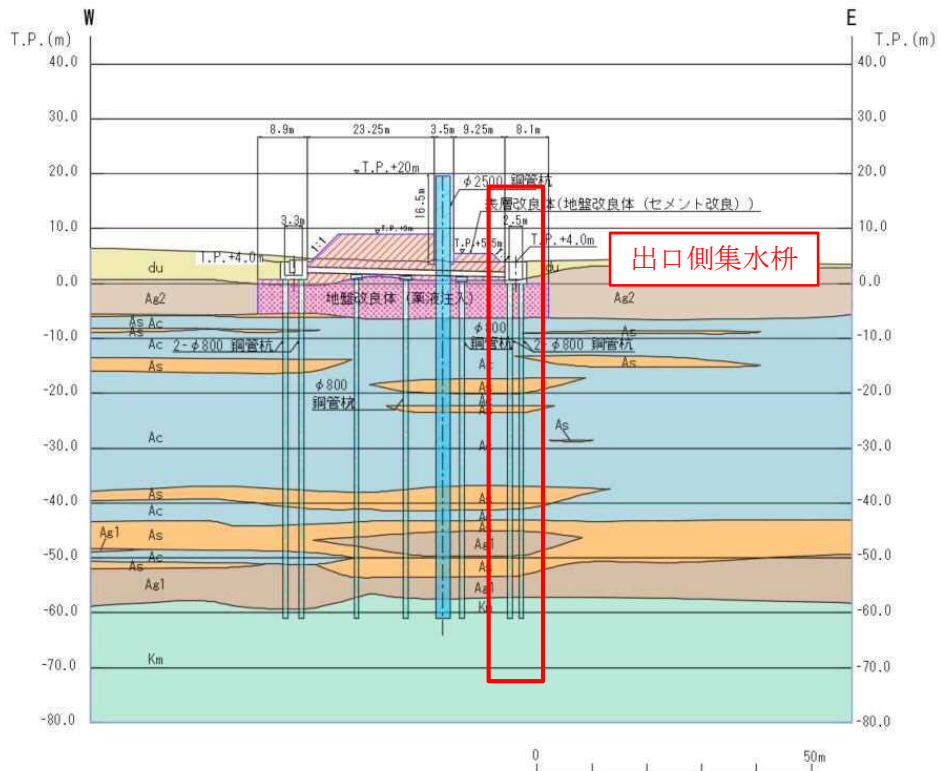 W
E
T.P.(m)
T.P.(m)
40.0
40.0
30.0
30.0
8.9m
23.25m
3.5m
9.25m
8.1m
20.0
T.P.+20m
20.0
φ2500 鋼管杭
16.5m
表層改良体(地盤改良体（セメント改良）)
3.3m
2.5m
10.0
10.0
T.P.+4.0m
1:1
T.P.+4.0m
出口側集水枡
du
du
0.0
0.0
Ag2
地盤改良体（薬液注入）
Ag2
As
Ac
As
As
-10.0
-10.0
Ac
2-φ800 鋼管杭
φ800
鋼管杭
2-φ800 鋼管杭
Ac
As
As
φ800
鋼管杭
As
-20.0
-20.0
Ac
As
As
Ac
Ac
-30.0
-30.0
As
As
-40.0
-40.0
Ac
Ac
As
As
Ag1
Ag1
Ac
-50.0
-50.0
As
As
Ag1
Ag1
Km
-60.0
-60.0
Km
-70.0
-70.0
-80.0
-80.0
0
50m